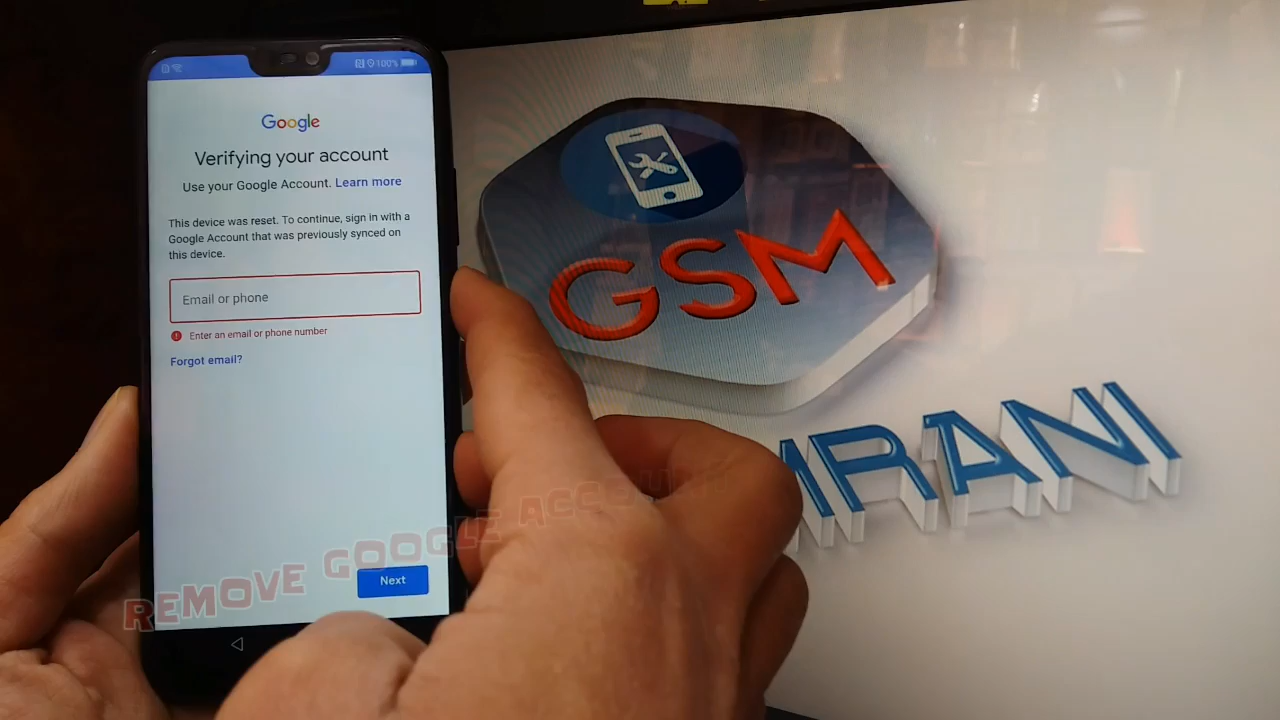 100%
Google
Verifying your account
Use your Google Account. Learn more
This device was reset. To continue, sign in with a
Google Account that was previously synced on
this device.
Email or phone
Enter an email or phone number
Forgot email?
Next
GSM
REMOVE GOOGLE ACCOUNT